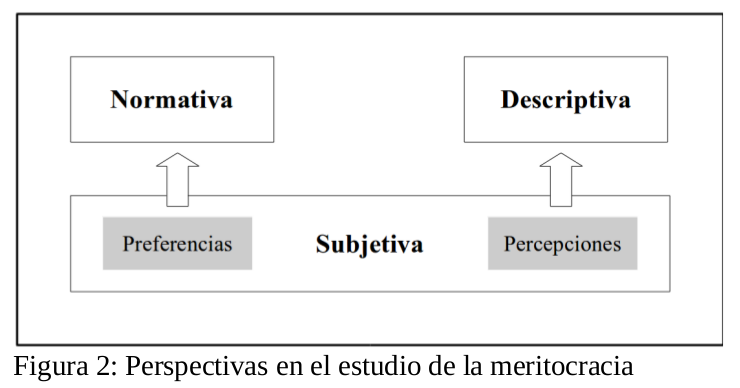 Normativa
Descriptiva
Preferencias
Subjetiva
Percepciones
Figura 2: Perspectivas en el estudio de la meritocracia